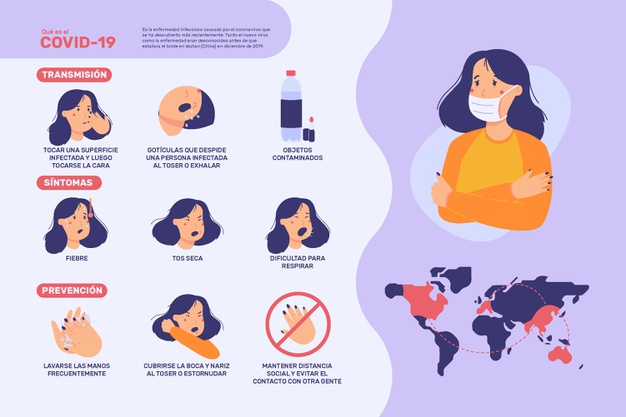 Qué es el
COVID-19
Es la enfermedad infecciosa causada por el coronavirus que
se ha descubierto más recientemente. Tanto el nuevo virus
como la enfermedad eran desconocidos antes de que
estallara el brote en Wuhan (China) en diciembre de 2019.
TRANSMISIÓN
TOCAR UNA SUPERFICIE
INFECTADA Y LUEGO
TOCARSE LA CARA
GOTÍCULAS QUE DESPIDE
UNA PERSONA INFECTADA
AL TOSER O EXHALAR
OBJETOS
CONTAMINADOS
SÍNTOMAS
FIEBRE
TOS SECA
DIFICULTAD PARA
RESPIRAR
PREVENCIÓN
LAVARSE LAS MANOS
FRECUENTEMENTE
CUBRIRSE LA BOCA Y NARIZ
AL TOSER O ESTORNUDAR
MANTENER DISTANCIA
SOCIAL Y EVITAR EL
CONTACTO CON OTRA GENTE